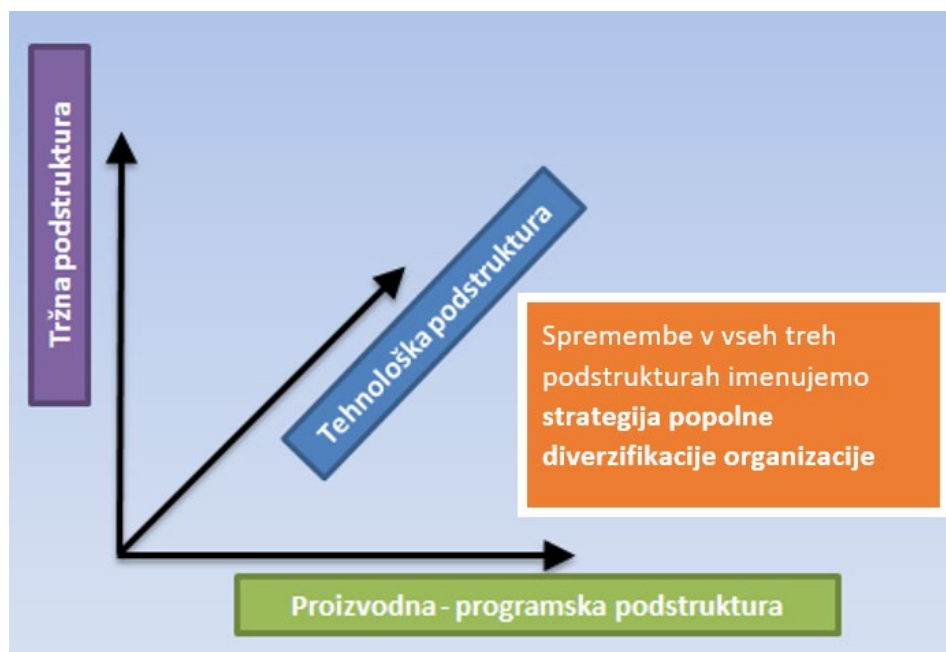 Tržna podstruktura
Tehnološka podstruktura
Spremembe v vseh treh
podstrukturah imenujemo
strategija popolne
diverzifikacije organizacije
Proizvodna - programska podstruktura